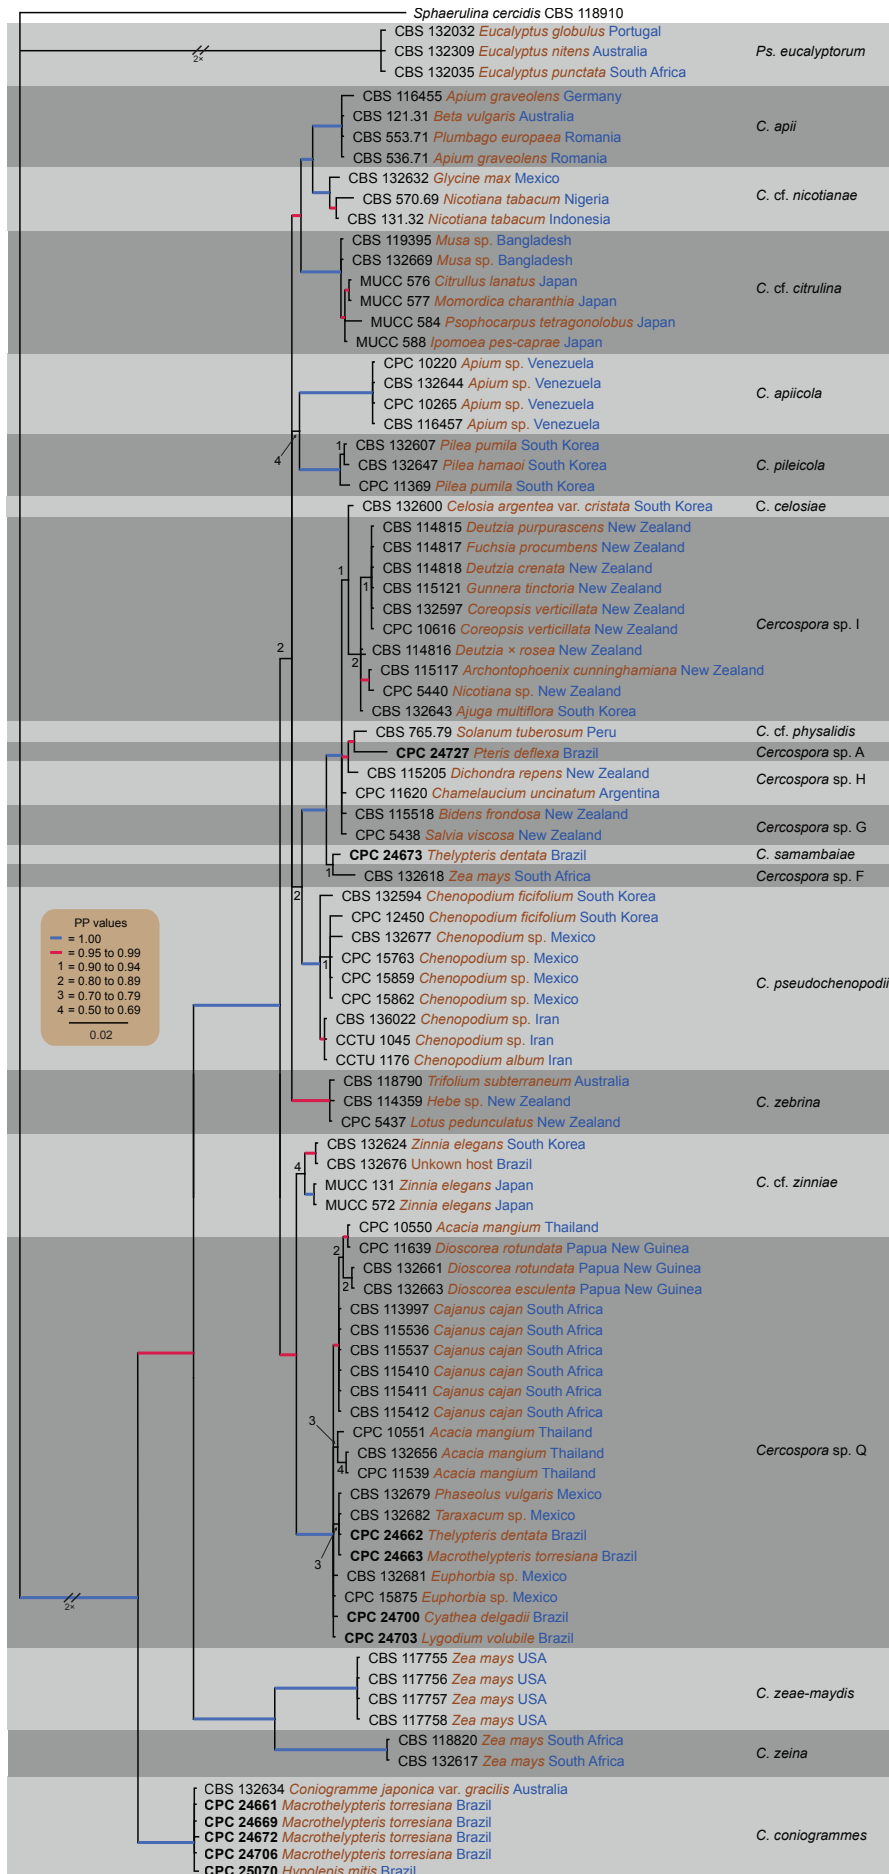 Sphaerulina cercidis CBS 118910
CBS 132032 Eucalyptus globulus Portugal
CBS 132309 Eucalyptus nitens Australia
Ps. eucalyptorum
2×
CBS 132035 Eucalyptus punctata South Africa
CBS 116455 Apium graveolens Germany
CBS 121.31 Beta vulgaris Australia
C. apii
CBS 553.71 Plumbago europaea Romania
CBS 536.71 Apium graveolens Romania
CBS 132632 Glycine max Mexico
C. cf. nicotianae
CBS 570.69 Nicotiana tabacum Nigeria
CBS 131.32 Nicotiana tabacum Indonesia
CBS 119395 Musa sp. Bangladesh
CBS 132669 Musa sp. Bangladesh
MUCC 576 Citrullus lanatus Japan
C. cf. citrulina
MUCC 577 Momordica charanthia Japan
MUCC 584 Psophocarpus tetragonolobus Japan
MUCC 588 Ipomoea pes-caprae Japan
CPC 10220 Apium sp. Venezuela
CBS 132644 Apium sp. Venezuela
C. apiicola
CPC 10265 Apium sp. Venezuela
CBS 116457 Apium sp. Venezuela
4
1
CBS 132607 Pilea pumila South Korea
CBS 132647 Pilea hamaoi South Korea
C. pileicola
CPC 11369 Pilea pumila South Korea
CBS 132600 Celosia argentea var. cristata South Korea
C. celosiae
CBS 114815 Deutzia purpurascens New Zealand
CBS 114817 Fuchsia procumbens New Zealand
1
CBS 114818 Deutzia crenata New Zealand
1
CBS 115121 Gunnera tinctoria New Zealand
CBS 132597 Coreopsis verticillata New Zealand
Cercospora sp. I
CPC 10616 Coreopsis verticillata New Zealand
2
CBS 114816 Deutzia × rosea New Zealand
2
CBS 115117 Archontophoenix cunninghamiana New Zealand
CPC 5440 Nicotiana sp. New Zealand
CBS 132643 Ajuga multiflora South Korea
CBS 765.79 Solanum tuberosum Peru
C. cf. physalidis
CPC 24727 Pteris deflexa Brazil
Cercospora sp. A
CBS 115205 Dichondra repens New Zealand
Cercospora sp. H
CPC 11620 Chamelaucium uncinatum Argentina
CBS 115518 Bidens frondosa New Zealand
Cercospora sp. G
CPC 5438 Salvia viscosa New Zealand
CPC 24673 Thelypteris dentata Brazil
C. samambaiae
1
CBS 132618 Zea mays South Africa
Cercospora sp. F
2
CBS 132594 Chenopodium ficifolium South Korea
CPC 12450 Chenopodium ficifolium South Korea
CBS 132677 Chenopodium sp. Mexico
CPC 15763 Chenopodium sp. Mexico
1
CPC 15859 Chenopodium sp. Mexico
C. pseudochenopodii
CPC 15862 Chenopodium sp. Mexico
CBS 136022 Chenopodium sp. Iran
CCTU 1045 Chenopodium sp. Iran
CCTU 1176 Chenopodium album Iran
PP values
= 1.00
= 0.95 to 0.99
1 = 0.90 to 0.94
2 = 0.80 to 0.89
3 = 0.70 to 0.79
4 = 0.50 to 0.69
0.02
CBS 118790 Trifolium subterraneum Australia
CBS 114359 Hebe sp. New Zealand
C. zebrina
CPC 5437 Lotus pedunculatus New Zealand
CBS 132624 Zinnia elegans South Korea
4
CBS 132676 Unkown host Brazil
C. cf. zinniae
MUCC 131 Zinnia elegans Japan
MUCC 572 Zinnia elegans Japan
CPC 10550 Acacia mangium Thailand
2
CPC 11639 Dioscorea rotundata Papua New Guinea
CBS 132661 Dioscorea rotundata Papua New Guinea
2
CBS 132663 Dioscorea esculenta Papua New Guinea
CBS 113997 Cajanus cajan South Africa
CBS 115536 Cajanus cajan South Africa
CBS 115537 Cajanus cajan South Africa
CBS 115410 Cajanus cajan South Africa
CBS 115411 Cajanus cajan South Africa
CBS 115412 Cajanus cajan South Africa
3
CPC 10551 Acacia mangium Thailand
CBS 132656 Acacia mangium Thailand
Cercospora sp. Q
4
CPC 11539 Acacia mangium Thailand
CBS 132679 Phaseolus vulgaris Mexico
CBS 132682 Taraxacum sp. Mexico
CPC 24662 Thelypteris dentata Brazil
3
CPC 24663 Macrothelypteris torresiana Brazil
CBS 132681 Euphorbia sp. Mexico
CPC 15875 Euphorbia sp. Mexico
2×
CPC 24700 Cyathea delgadii Brazil
CPC 24703 Lygodium volubile Brazil
CBS 117755 Zea mays USA
CBS 117756 Zea mays USA
C. zeae-maydis
CBS 117757 Zea mays USA
CBS 117758 Zea mays USA
CBS 118820 Zea mays South Africa
C. zeina
CBS 132617 Zea mays South Africa
CBS 132634 Coniogramme japonica var. gracilis Australia
CPC 24661 Macrothelypteris torresiana Brazil
CPC 24669 Macrothelypteris torresiana Brazil
CPC 24672 Macrothelypteris torresiana Brazil
C. coniogrammes
CPC 24706 Macrothelypteris torresiana Brazil
CPC 25070 Hypolepis mitis Brazil